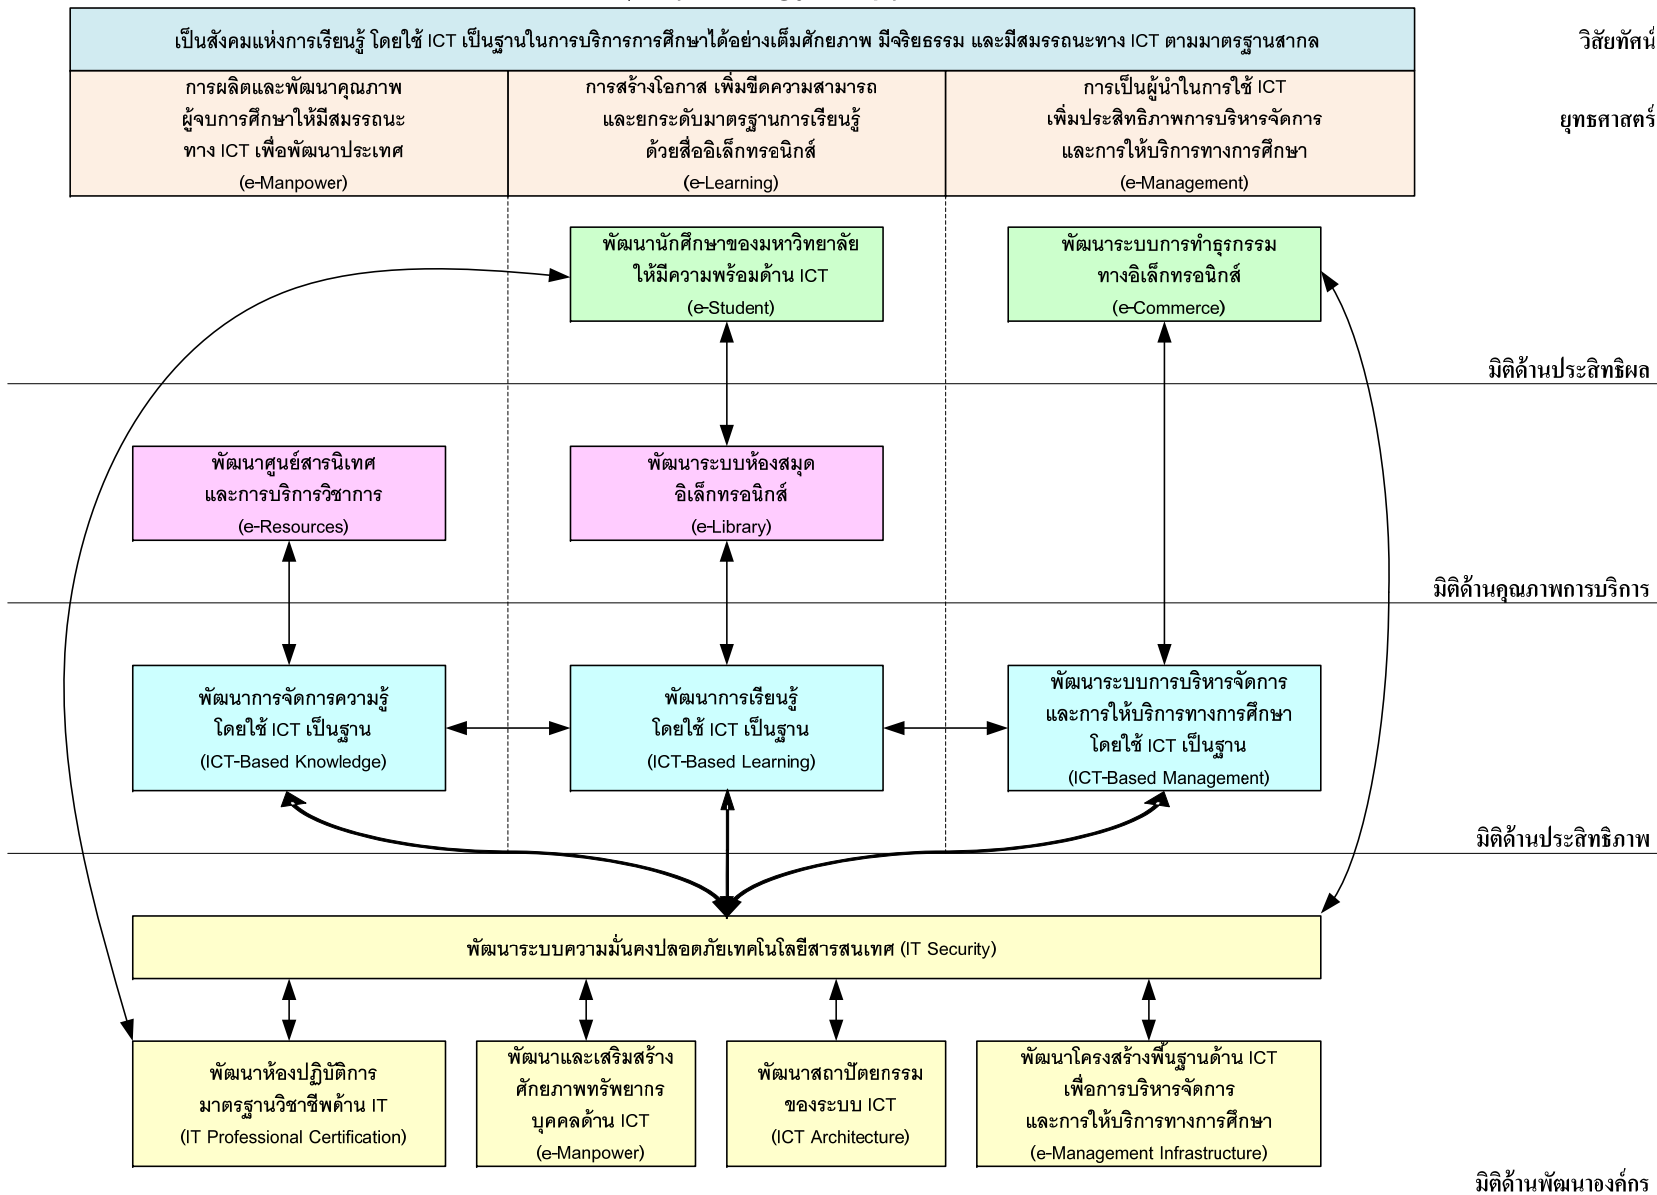 เป็นสังคมแห่งการเรียนรู้ โดยใช้ ICT เป็นฐานในการบริการการศึกษาได้อย่างเต็มศักยภาพ มีจริยธรรม และมีสมรรถนะทาง ICT ตามมาตรฐานสากล
วิสัยทัศน์
การผลิตและพัฒนาคุณภาพ
ผู้จบการศึกษาให้มีสมรรถนะ
ทาง ICT เพื่อพัฒนาประเทศ
(e-Manpower)
การสร้างโอกาส เพิ่มขีดความสามารถ
และยกระดับมาตรฐานการเรียนรู้
ด้วยสื่ออิเล็กทรอนิกส์
(e-Learning)
การเป็นผู้นำในการใช้ ICT
เพิ่มประสิทธิภาพการบริหารจัดการ
และการให้บริการทางการศึกษา
(e-Management)
ยุทธศาสตร์
พัฒนานักศึกษาของมหาวิทยาลัย
ให้มีความพร้อมด้าน ICT
(e-Student)
พัฒนาระบบการทำธุรกรรม
ทางอิเล็กทรอนิกส์
(e-Commerce)
มิติด้านประสิทธิผล
พัฒนาศูนย์สารนิเทศ
และการบริการวิชาการ
(e-Resources)
พัฒนาระบบห้องสมุด
อิเล็กทรอนิกส์
(e-Library)
มิติด้านคุณภาพการบริการ
พัฒนาการจัดการความรู้
โดยใช้ ICT เป็นฐาน
(ICT-Based Knowledge)
พัฒนาการเรียนรู้
โดยใช้ ICT เป็นฐาน
(ICT-Based Learning)
พัฒนาระบบการบริหารจัดการ
และการให้บริการทางการศึกษา
โดยใช้ ICT เป็นฐาน
(ICT-Based Management)
มิติด้านประสิทธิภาพ
พัฒนาระบบความมั่นคงปลอดภัยเทคโนโลยีสารสนเทศ (IT Security)
พัฒนาห้องปฏิบัติการ
มาตรฐานวิชาชีพด้าน IT
(IT Professional Certification)
พัฒนาและเสริมสร้าง
ศักยภาพทรัพยากร
บุคคลด้าน ICT
(e-Manpower)
พัฒนาสถาปัตยกรรม
ของระบบ ICT
(ICT Architecture)
พัฒนาโครงสร้างพื้นฐานด้าน ICT
เพื่อการบริหารจัดการ
และการให้บริการทางการศึกษา
(e-Management Infrastructure)
มิติด้านพัฒนาองค์กร